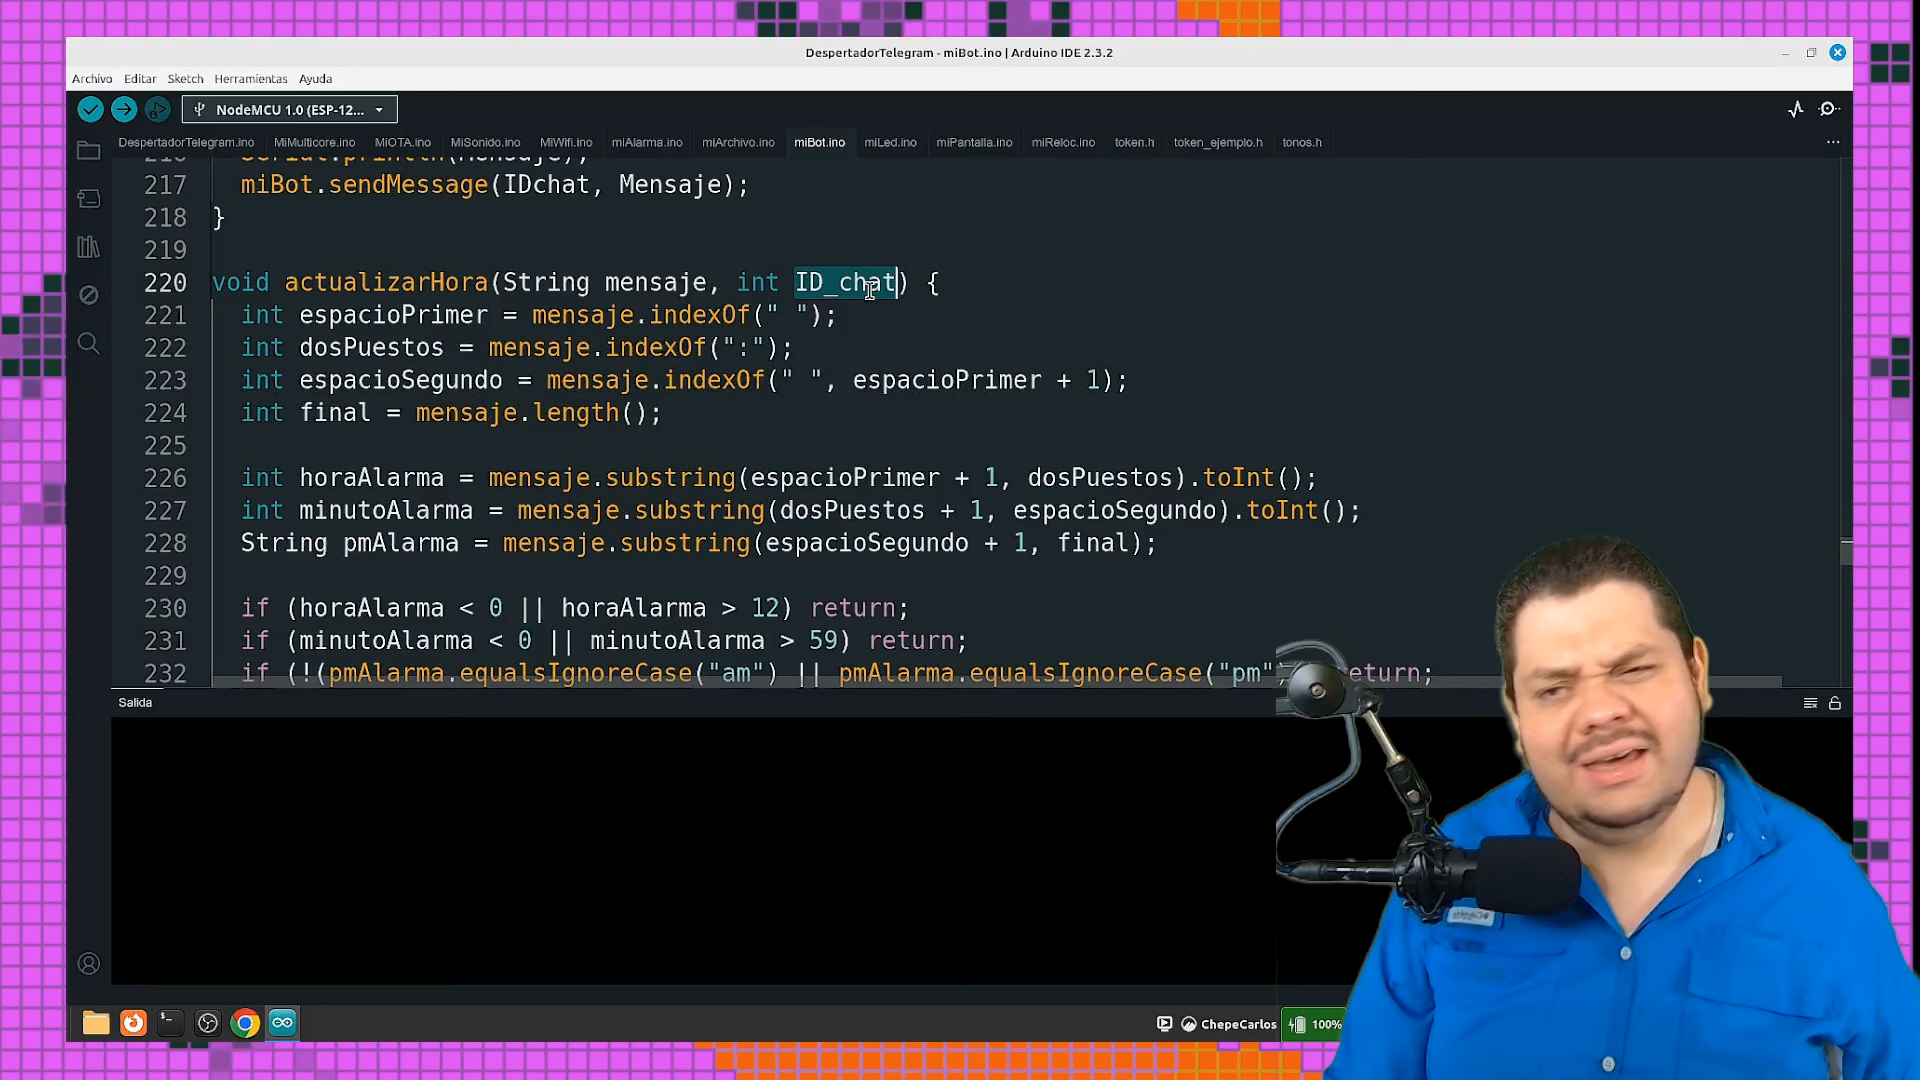 DespertadorTelegram - miBot.ino | Arduino IDE 2.3.2
Archivo Editar Sketch Herramientas Ayuda
NodeMCU 1.0 (ESP-12...
DespertadorTelegram.ino MiMulticore.ino MiOTA.ino MiSonido.ino MiWifi.ino miAlarma.ino miArchivo.ino miBot.ino miLed.ino miPantalla.ino miReloc.ino token.h token_ejemplo.h tonos.h
216 Serial.println(Mensaje);
217 miBot.sendMessage(IDchat, Mensaje);
218 }
219
220 void actualizarHora(String mensaje, int ID_chat) {
221 int espacioPrimer = mensaje.indexOf(" ");
222 int dosPuestos = mensaje.indexOf(":");
223 int espacioSegundo = mensaje.indexOf(" ", espacioPrimer + 1);
224 int final = mensaje.length();
225
226 int horaAlarma = mensaje.substring(espacioPrimer + 1, dosPuestos).toInt();
227 int minutoAlarma = mensaje.substring(dosPuestos + 1, espacioSegundo).toInt();
228 String pmAlarma = mensaje.substring(espacioSegundo + 1, final);
229
230 if (horaAlarma < 0 || horaAlarma > 12) return;
231 if (minutoAlarma < 0 || minutoAlarma > 59) return;
232 if (!(pmAlarma.equalsIgnoreCase("am") || pmAlarma.equalsIgnoreCase("pm" eturn;
Salida
ChepeCarlos 100%